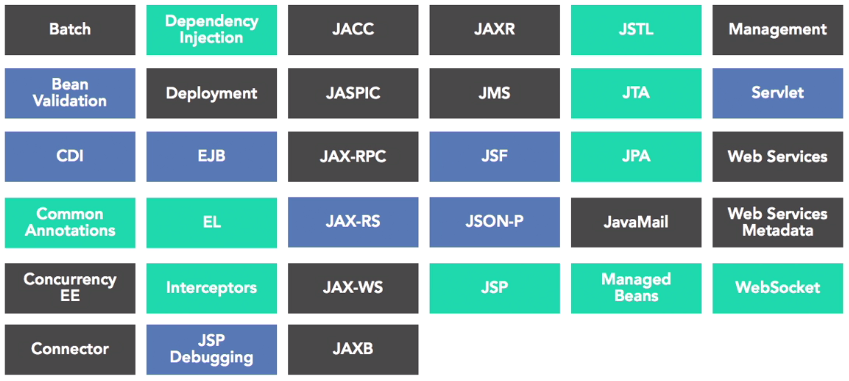 Batch
Dependency
Injection
JACC
JAXR
JSTL
Management
Bean
Validation
Deployment
JASPIC
JMS
JTA
Servlet
CDI
EJB
JAX-RPC
JSF
JPA
Web Services
Common
Annotations
EL
JAX-RS
JSON-P
JavaMail
Web Services
Metadata
Concurrency
EE
Interceptors
JAX-WS
JSP
Managed
Beans
WebSocket
Connector
JSP
Debugging
JAXB